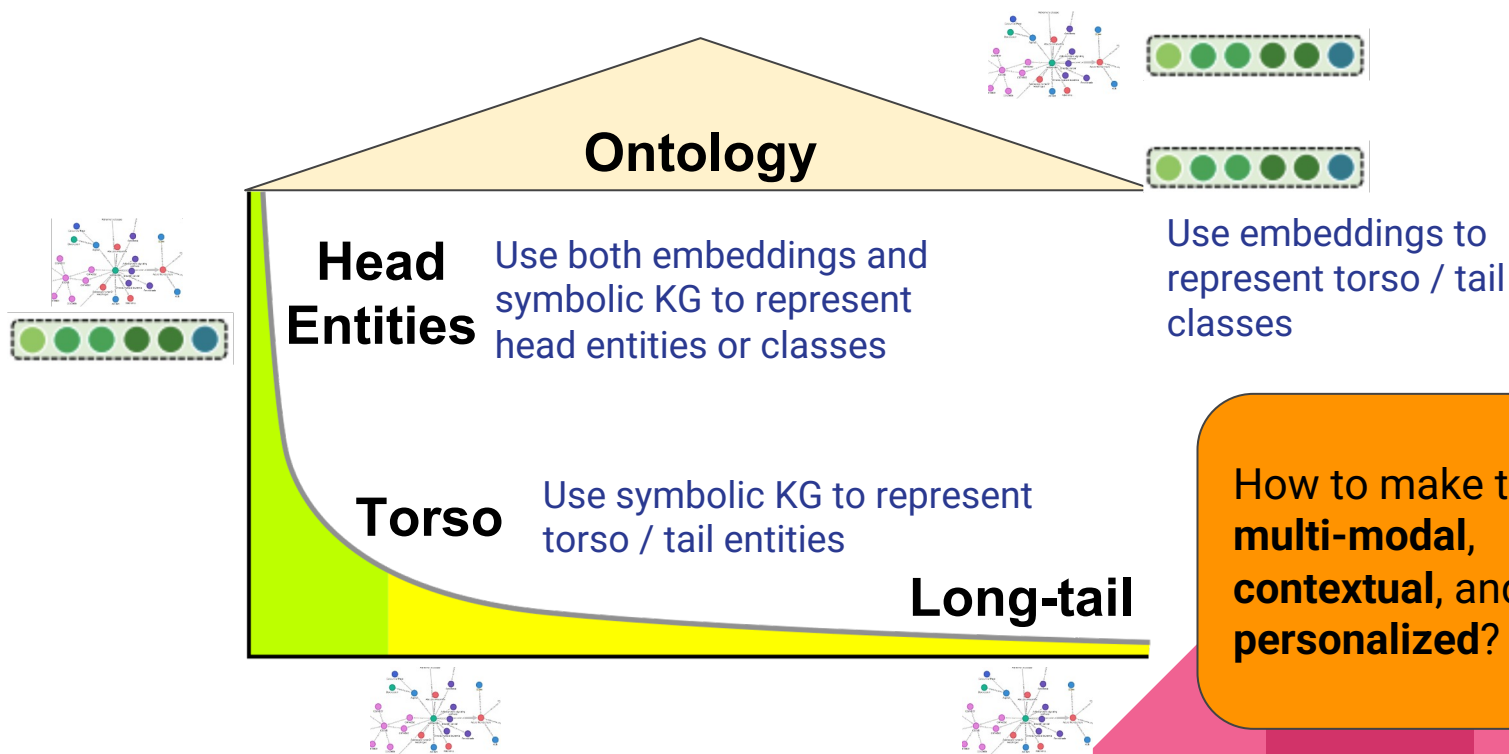 Ontology
Head
Entities
Use both embeddings and
symbolic KG to represent
head entities or classes
Use embeddings to
represent torso / tail
classes
Torso
Use symbolic KG to represent
torso / tail entities
Long-tail
How to make
multi-modal,
contextual, and
personalized?